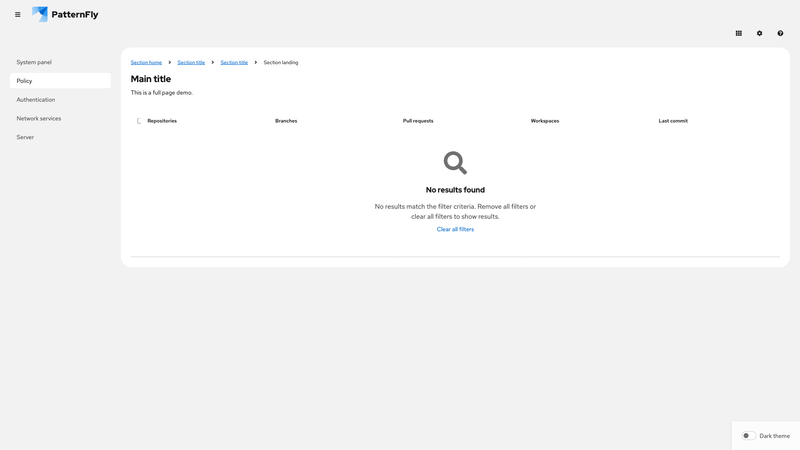 PatternFly
System panel
Policy
Authentication
Network services
Server
Section home Section title Section title Section landing
Main title
This is a full page demo.
Repositories Branches Pull requests Workspaces Last commit
No results found
No results match the filter criteria. Remove all filters or
clear all filters to show results.
Clear all filters
Dark theme